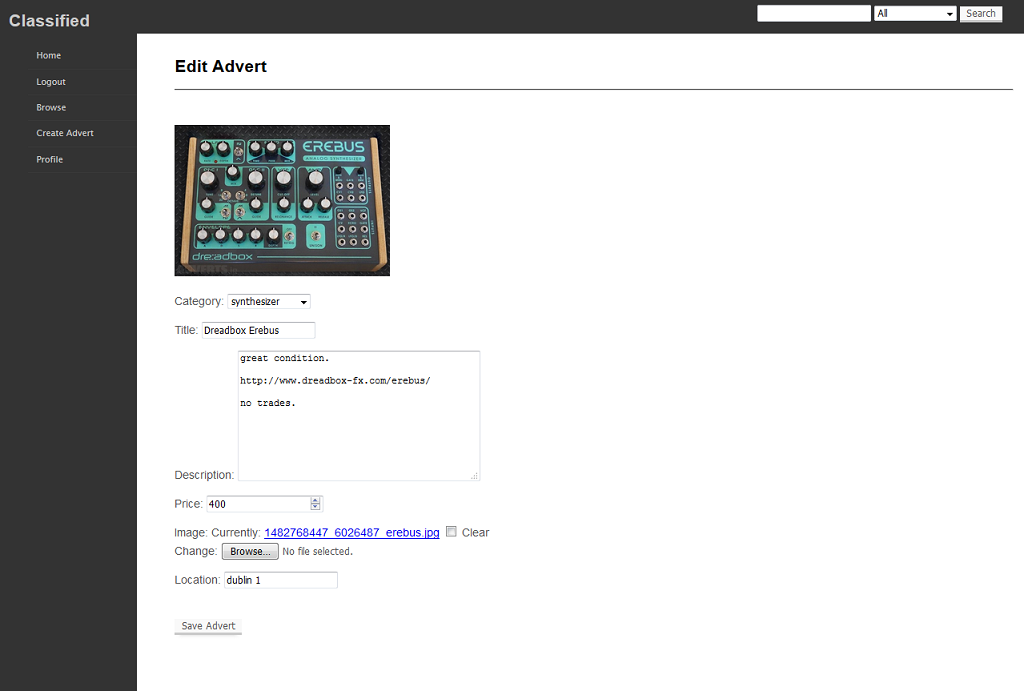 Classified
All
Search
Home
Logout
Browse
Create Advert
Profile
Edit Advert
EREBUS
ANALOG SYNTHESIZER
ENVELOPE
dreadbox
Category: synthesizer
Title: Dreadbox Erebus
great condition.
http://www.dreadbox-fx.com/erebus/
no trades.
Description:
Price: 400
Image: Currently: 1482768447_6026487_erebus.jpg Clear
Change: Browse... No file selected.
Location: dublin 1
Save Advert